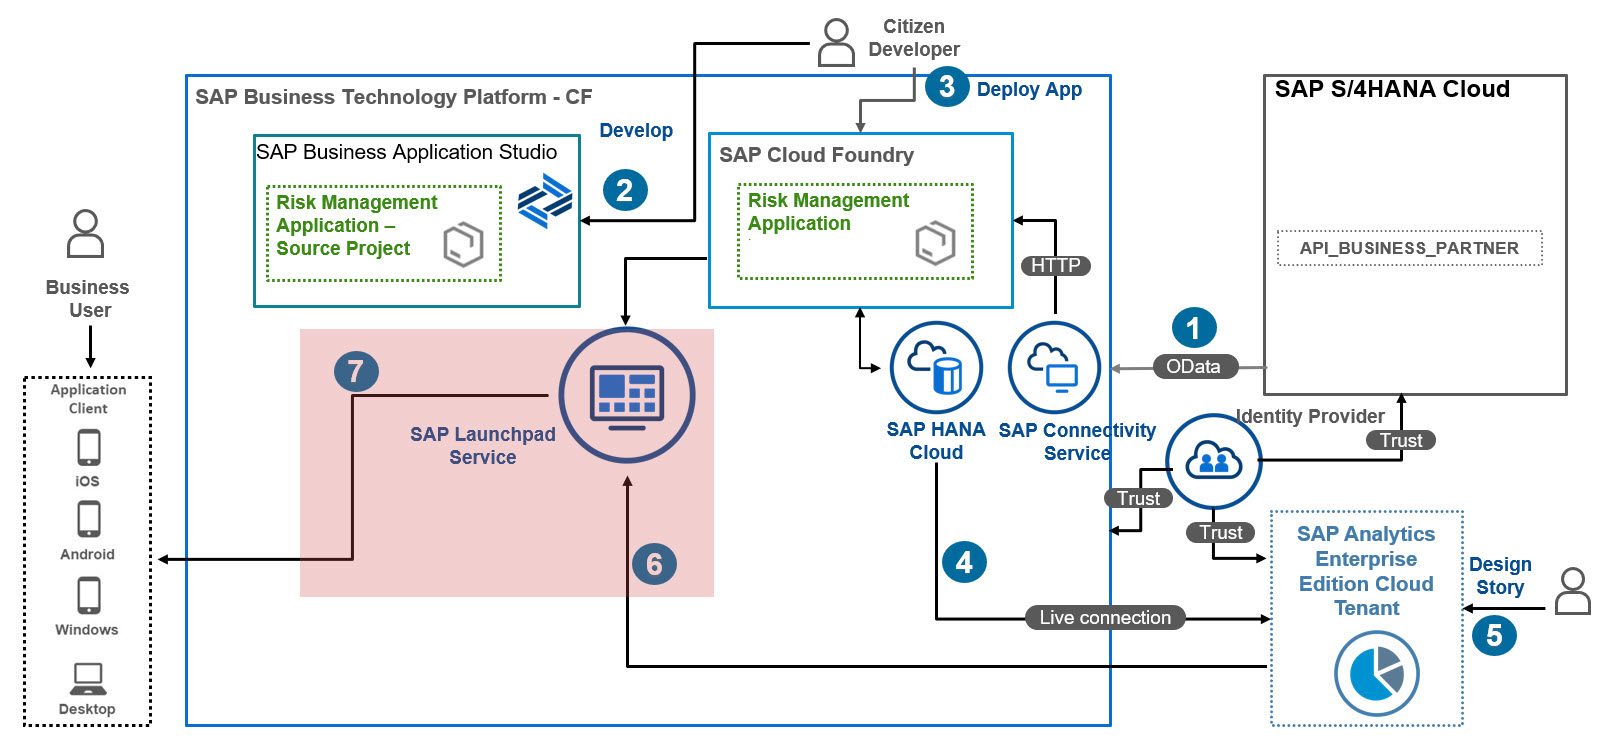 Citizen
Developer
3
Deploy App
SAP Business Technology Platform - CF
SAP S/4HANA Cloud
Develop
SAP Business Application Studio
SAP Cloud Foundry
2
Risk Management
Application –
Source Project
Risk Management
Application
API_BUSINESS_PARTNER
HTTP
Business
User
1
OData
7
SAP Launchpad
Service
SAP HANA
Cloud
SAP Connectivity
Service
Identity Provider
Trust
Trust
Trust
Application
Client
iOS
Android
Windows
Desktop
6
4
Live connection
SAP Analytics
Enterprise
Edition Cloud
Tenant
Design
Story
5